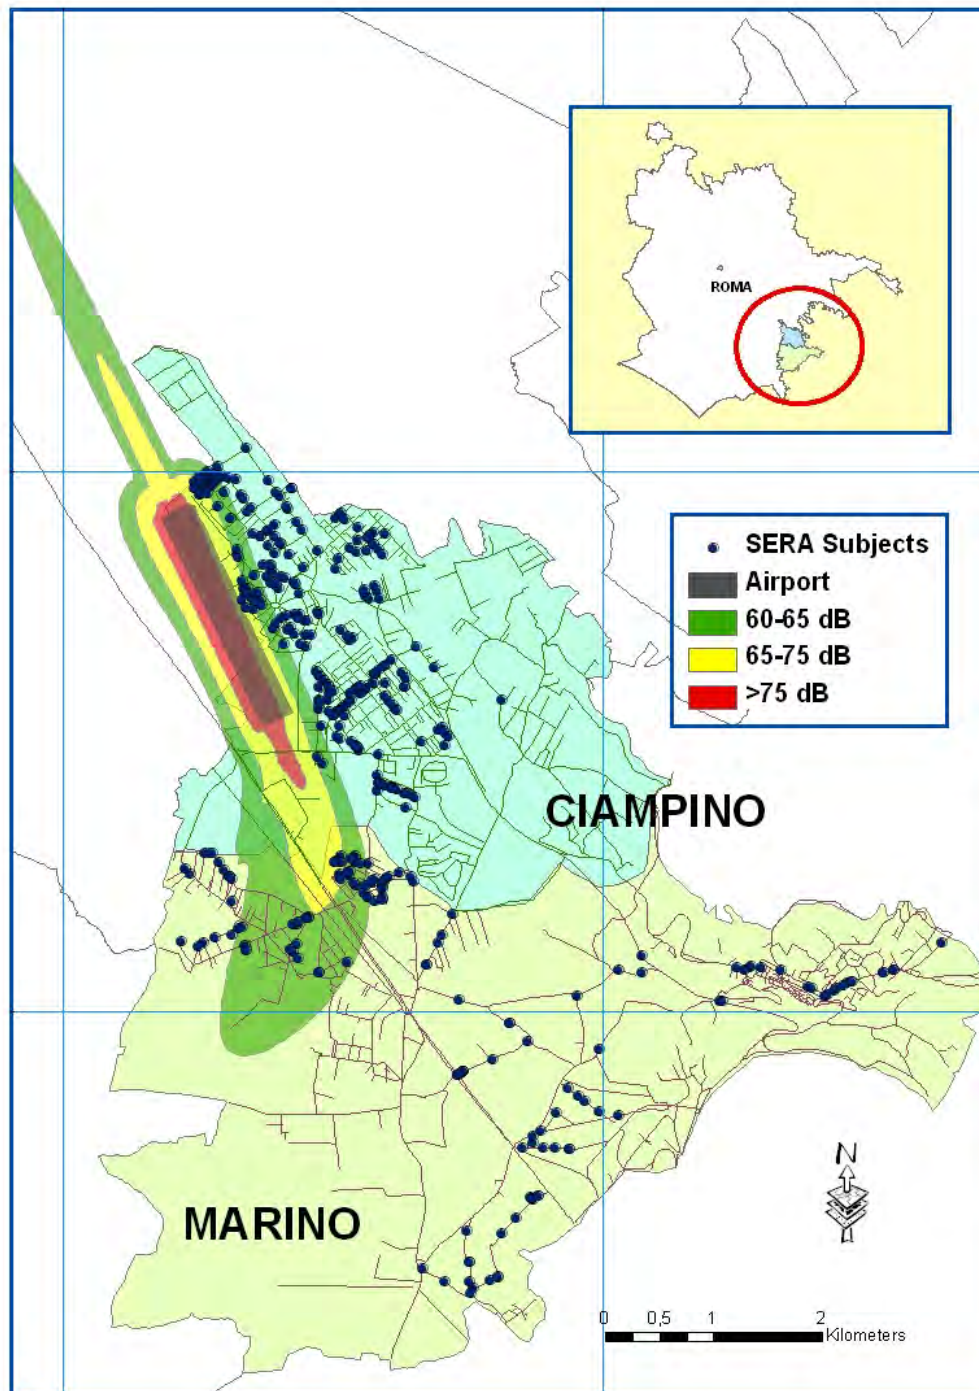 ROMA
SERA Subjects
Airport
60-65 dB
65-75 dB
>75 dB
CIAMPINO
MARINO
N
0 0,5 1 2
Kilometers